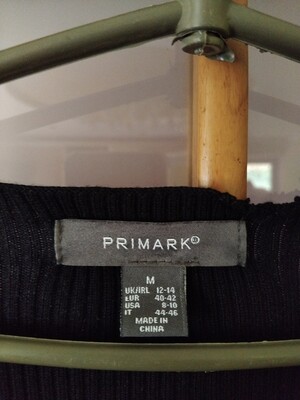 PRIMARK®
M
UK/IRL 12-14
EUR 40-42
USA 8-10
IT 44-46
MADE IN
CHINA